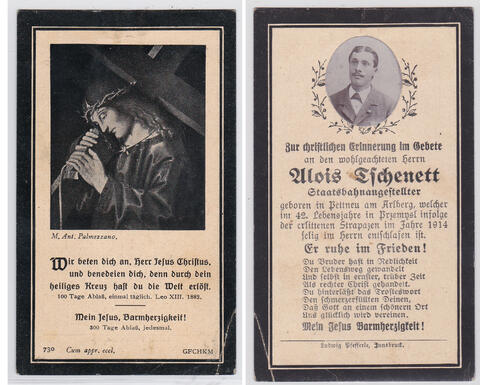 M. Ant. Palmezzano.
Wir beten dich an, Herr Jesus Christus,
und benedeien dich, denn durch dein
heiliges Kreuz hast du die Welt erlöst.
100 Tage Ablaß, einmal täglich. Leo XIII. 1882.
Mein Jesus, Barmherzigkeit!
300 Tage Ablaß, jedesmal.
730 Cum appr. eccl. GFCHKM
Zur christlichen Erinnerung im Gebete
an den wohlgeachteten Herrn
Alois Tschenett
Staatsbahnangestellter
geboren in Pettneu am Arlberg, welcher
im 42. Lebensjahre in Przemysl infolge
der erlittenen Strapazen im Jahre 1914
selig im Herrn entschlafen ist.
Er ruhe im Frieden!
Du Bruder hast in Redlichkeit
Den Lebensweg gewandelt
Und selbst in ernster, trüber Zeit
Als rechter Christ gehandelt.
Du hinterläßt das Trosteswort
Den schmerzerfüllten Deinen,
Daß Gott an einem schönern Ort
Uns glücklich wird vereinen.
Mein Jesus Barmherzigkeit!
Ludwig Pfefferle, Innsbruck.